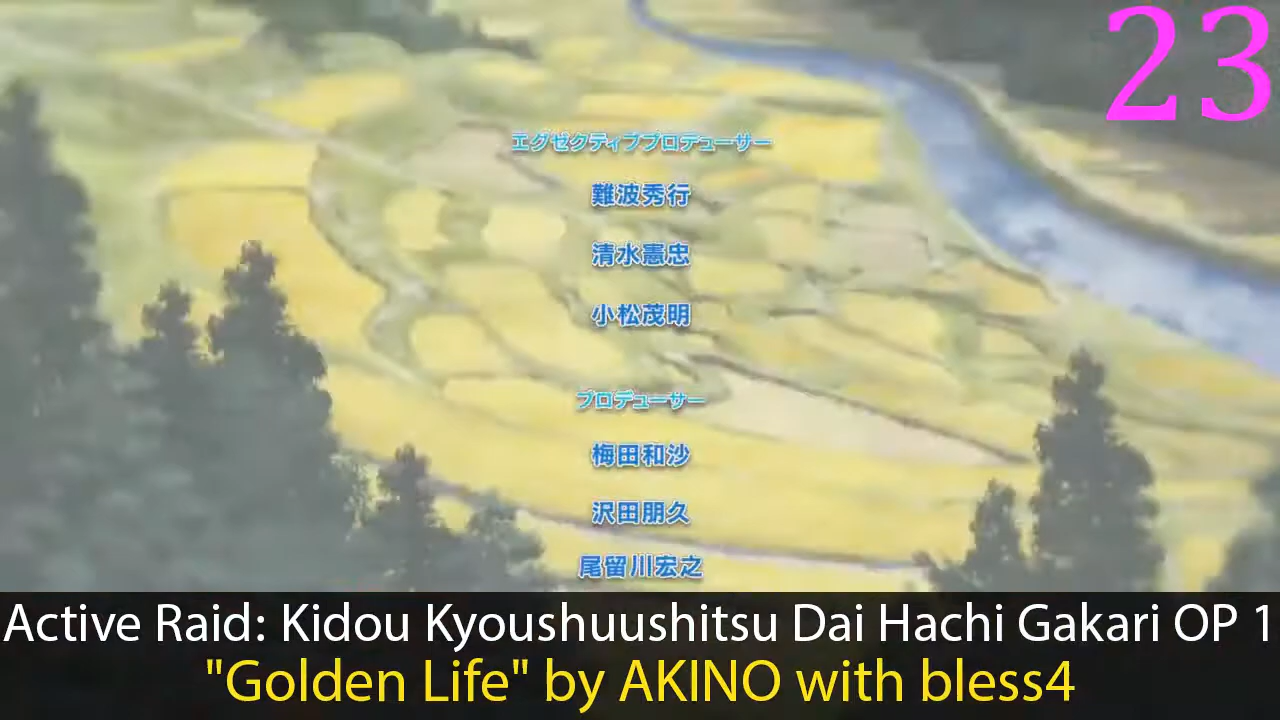 23
エグゼクティブプロデューサー
難波秀行
清水憲忠
小松茂明
プロデューサー
梅田和沙
沢田朋久
尾留川宏之
Active Raid: Kidou Kyoushuushitsu Dai Hachi Gakari OP 1
"Golden Life" by AKINO with bless4